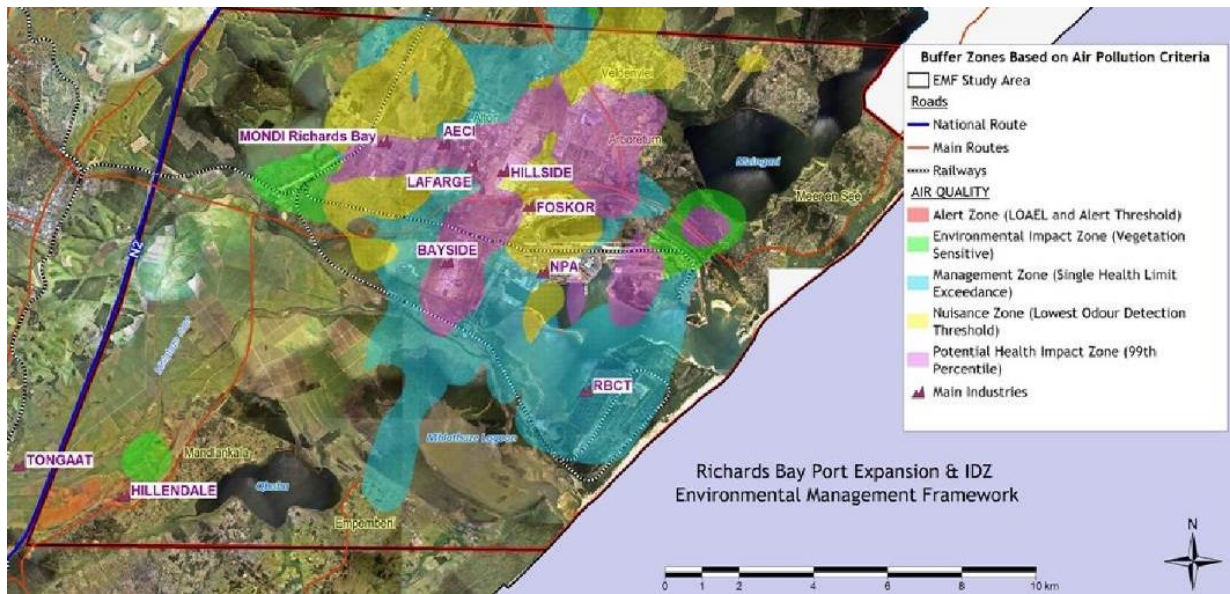 Buffer Zones Based on Air Pollution Criteria
EMF Study Area
Roads
National Route
Main Routes
Railways
AIR QUALITY
Alert Zone (LOAEL and Alert Threshold)
Environmental Impact Zone (Vegetation
Sensitive)
Management Zone (Single Health Limit
Exceedance)
Nuisance Zone (Lowest Odour Detection
Threshold)
Potential Health Impact Zone (99th
Percentile)
Main Industries
Veldenvlei
MONDI Richards Bay
AECI
Alton
Arboretum
LAFARGE
HILLSIDE
Meer en See
FOSKOR
BAYSIDE
NPA
N2
RBCT
Mhlathuze Lagoon
TONGAAT
Mandlankala
HILLENDALE
Empembeni
Richards Bay Port Expansion & IDZ
Environmental Management Framework
N
0 1 2 4 6 8 10 km